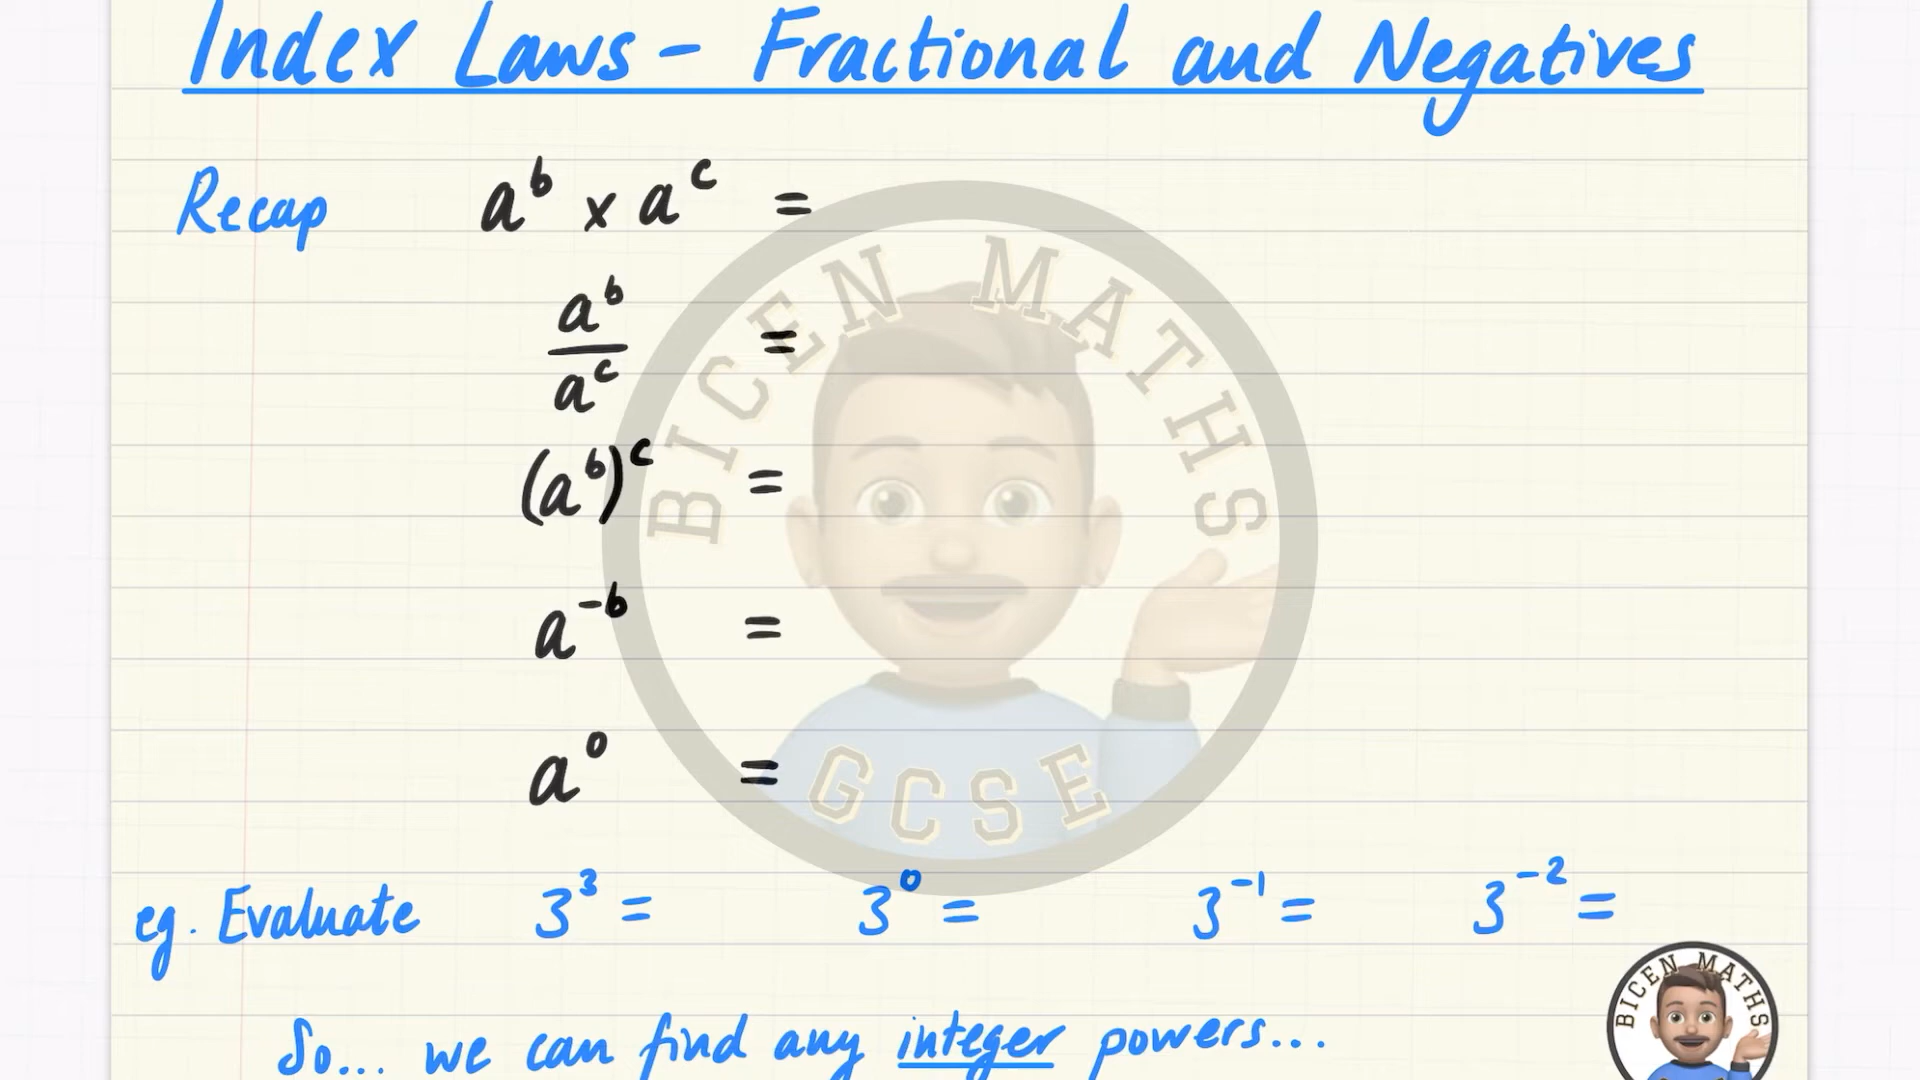 Index Laws - Fractional and Negatives
Recap a^b x a^c =
a^b / a^c =
(a^b)^c =
a^-b =
a^0 =
eg. Evaluate 3^3 = 3^0 = 3^-1 = 3^-2 =
So... we can find any integer powers...
BICEN MATHS
GCSE
BICEN MATHS